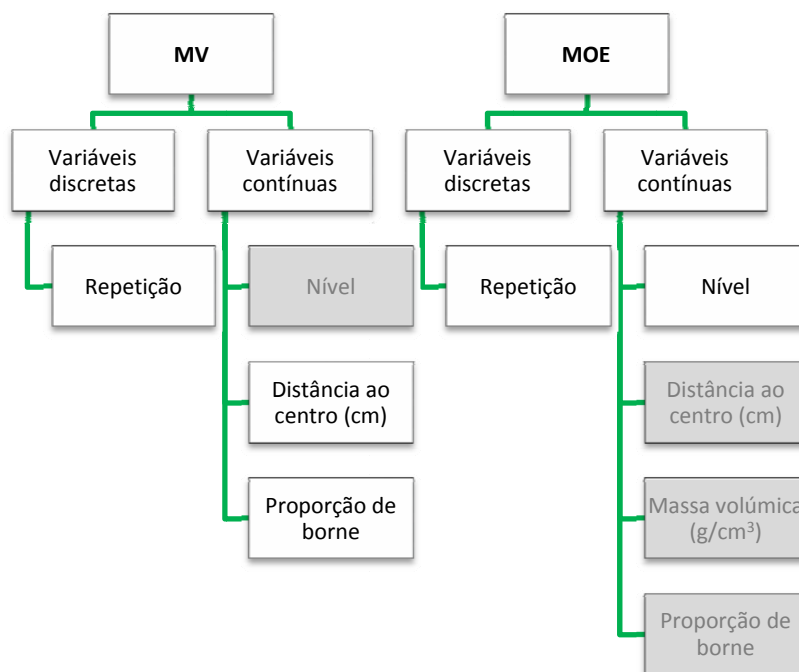 MV
Variáveis
discretas
Variáveis
contínuas
Repetição
Nível
Distância ao
centro (cm)
Proporção de
borne
MOE
Variáveis
discretas
Variáveis
contínuas
Repetição
Nível
Distância ao
centro (cm)
Massa volúmica
(g/cm³)
Proporção de
borne